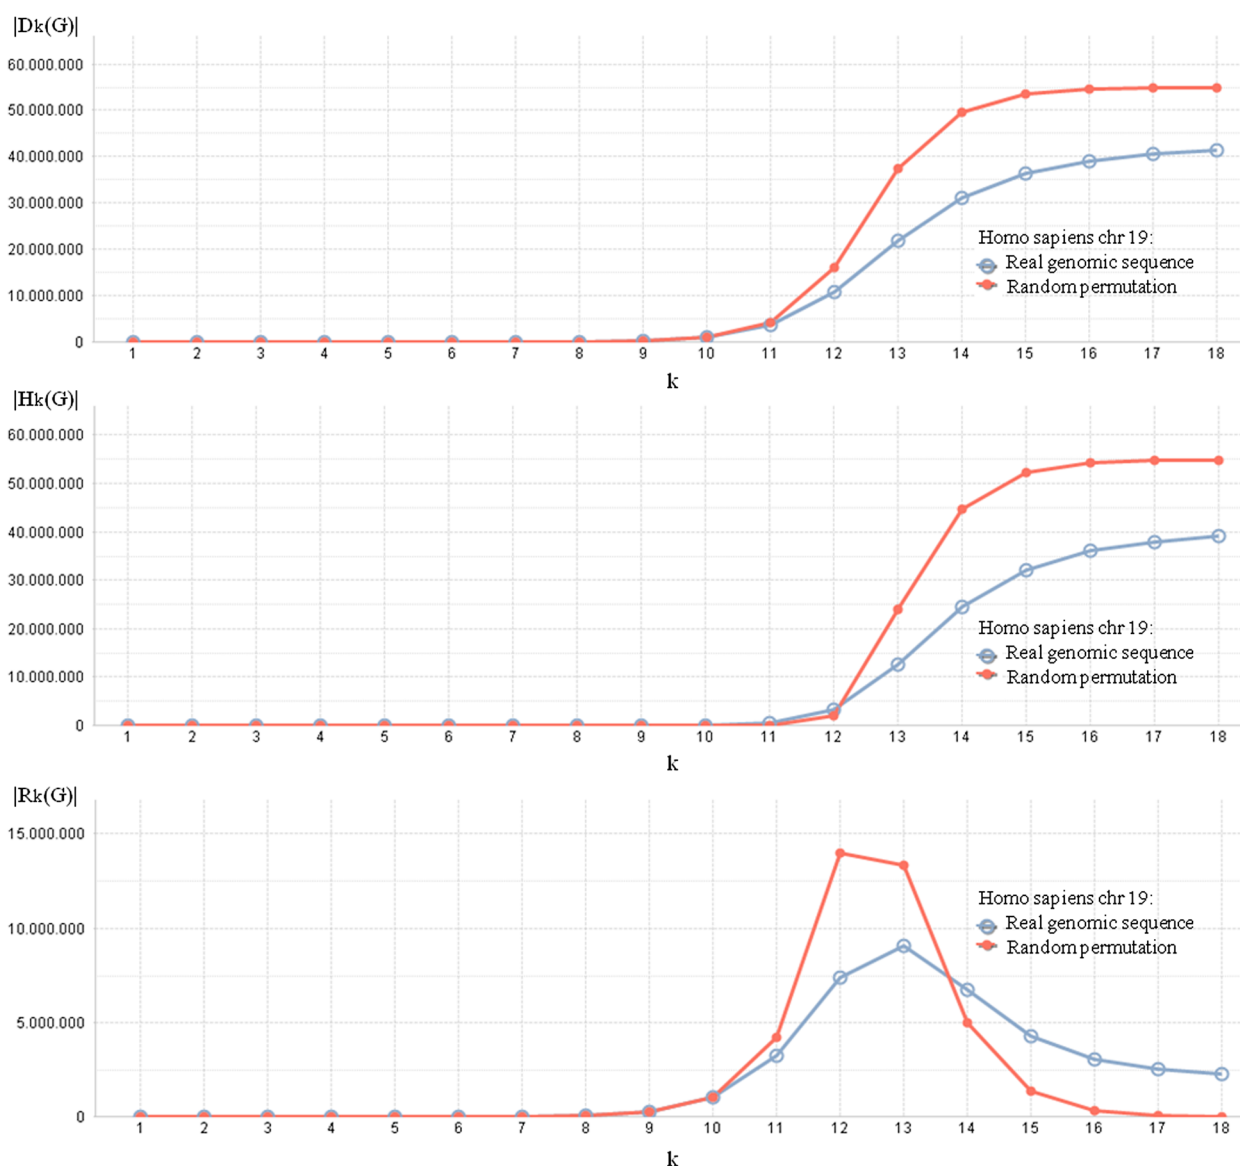 |Dk(G)|
60.000.000
50.000.000
40.000.000
30.000.000
20.000.000
10.000.000
0
Homo sapiens chr 19:
Real genomic sequence
Random permutation
1 2 3 4 5 6 7 8 9 10 11 12 13 14 15 16 17 18
k
|Hk(G)|
60.000.000
50.000.000
40.000.000
30.000.000
20.000.000
10.000.000
0
Homo sapiens chr 19:
Real genomic sequence
Random permutation
1 2 3 4 5 6 7 8 9 10 11 12 13 14 15 16 17 18
k
|Rk(G)|
15.000.000
10.000.000
5.000.000
0
Homo sapiens chr 19:
Real genomic sequence
Random permutation
1 2 3 4 5 6 7 8 9 10 11 12 13 14 15 16 17 18
k